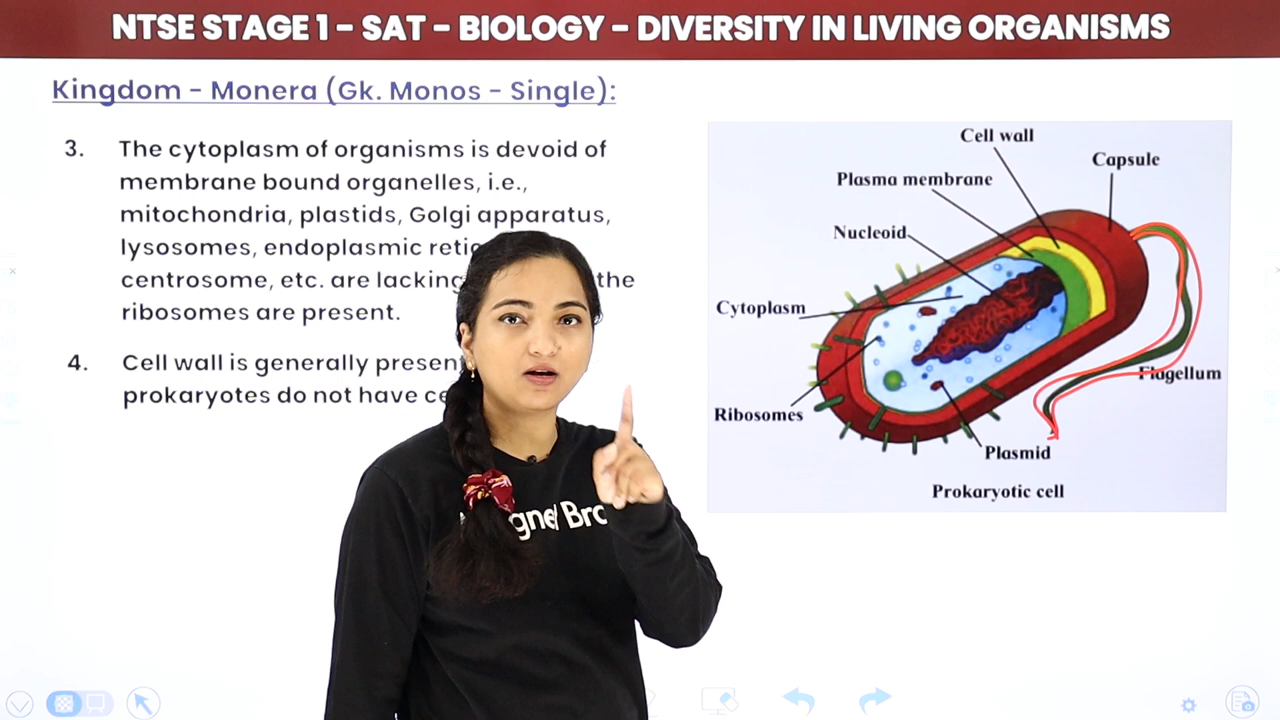 NTSE STAGE 1 - SAT - BIOLOGY - DIVERSITY IN LIVING ORGANISMS
Kingdom - Monera (Gk. Monos - Single):
3. The cytoplasm of organisms is devoid of
membrane bound organelles, i.e.,
mitochondria, plastids, Golgi apparatus,
lysosomes, endoplasmic
centrosome, etc. are lacking the
ribosomes are present.
4. Cell wall is generally present
prokaryotes do not have
Cell wall
Capsule
Plasma membrane
Nucleoid
Cytoplasm
Flagellum
Ribosomes
Plasmid
Prokaryotic cell